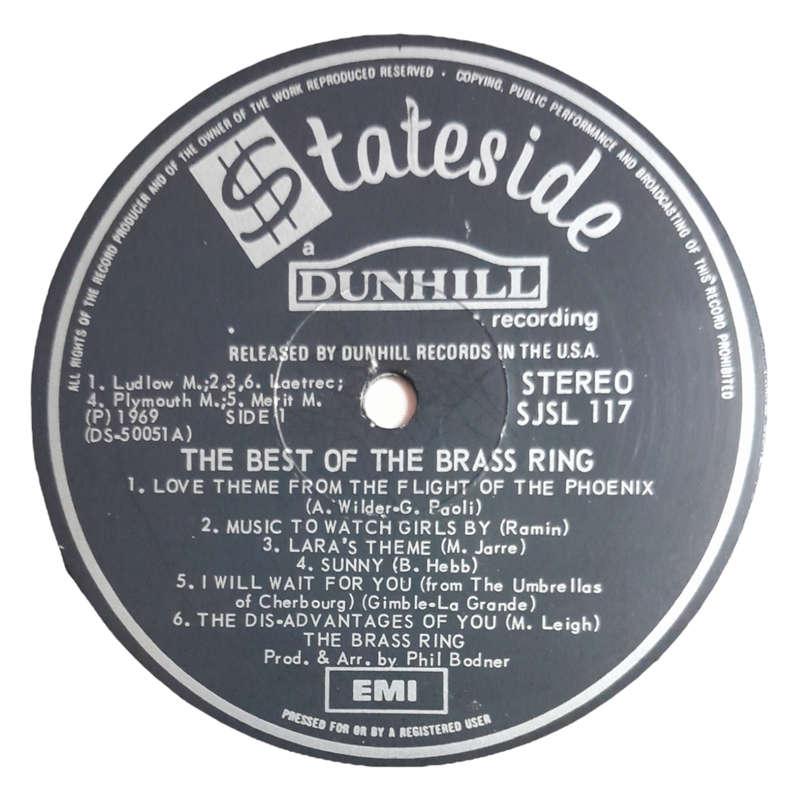 ALL RIGHTS OF THE RECORD PRODUCER AND OF THE OWNER OF THE WORK REPRODUCED RESERVED · COPYING, PUBLIC PERFORMANCE AND BROADCASTING OF THIS RECORD PROHIBITED
$tateside
a
DUNHILL
recording
RELEASED BY DUNHILL RECORDS IN THE U.S.A.
1. Ludlow M.;2,3,6. Laetrec;
4. Plymouth M.;5. Merit M.
(P) 1969 SIDE 1
(DS-50051A)
STEREO
SJSL 117
THE BEST OF THE BRASS RING
1. LOVE THEME FROM THE FLIGHT OF THE PHOENIX
(A. Wilder-G. Paoli)
2. MUSIC TO WATCH GIRLS BY (Ramin)
3. LARA'S THEME (M. Jarre)
4. SUNNY (B. Hebb)
5. I WILL WAIT FOR YOU (from The Umbrellas
of Cherbourg) (Gimble-La Grande)
6. THE DIS-ADVANTAGES OF YOU (M. Leigh)
THE BRASS RING
Prod. & Arr. by Phil Bodner
EMI
PRESSED FOR OR BY A REGISTERED USER